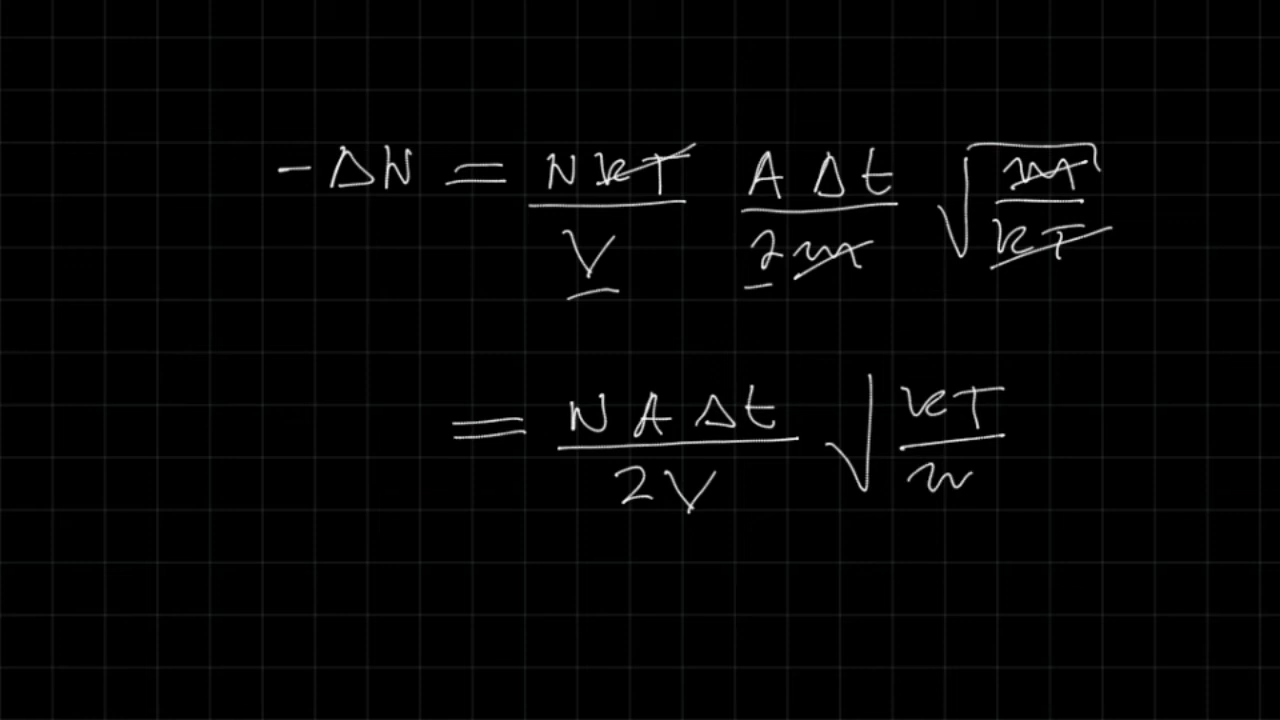 -ΔN = NkT/V AΔt/2m √(m/kT)
= NAΔt/2V √(kT/m)